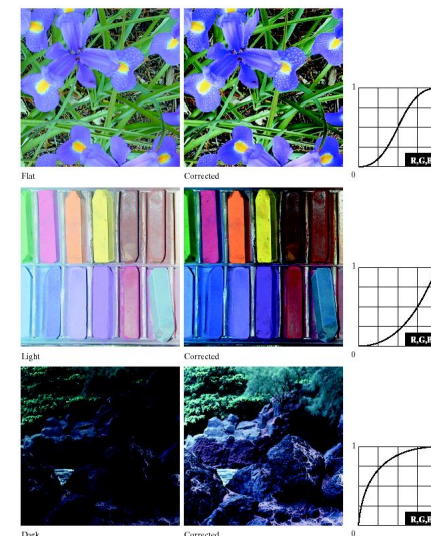 Flat
Corrected
1
0
R,G,B
Light
Corrected
1
0
R,G,B
Dark
Corrected
1
0
R,G,B